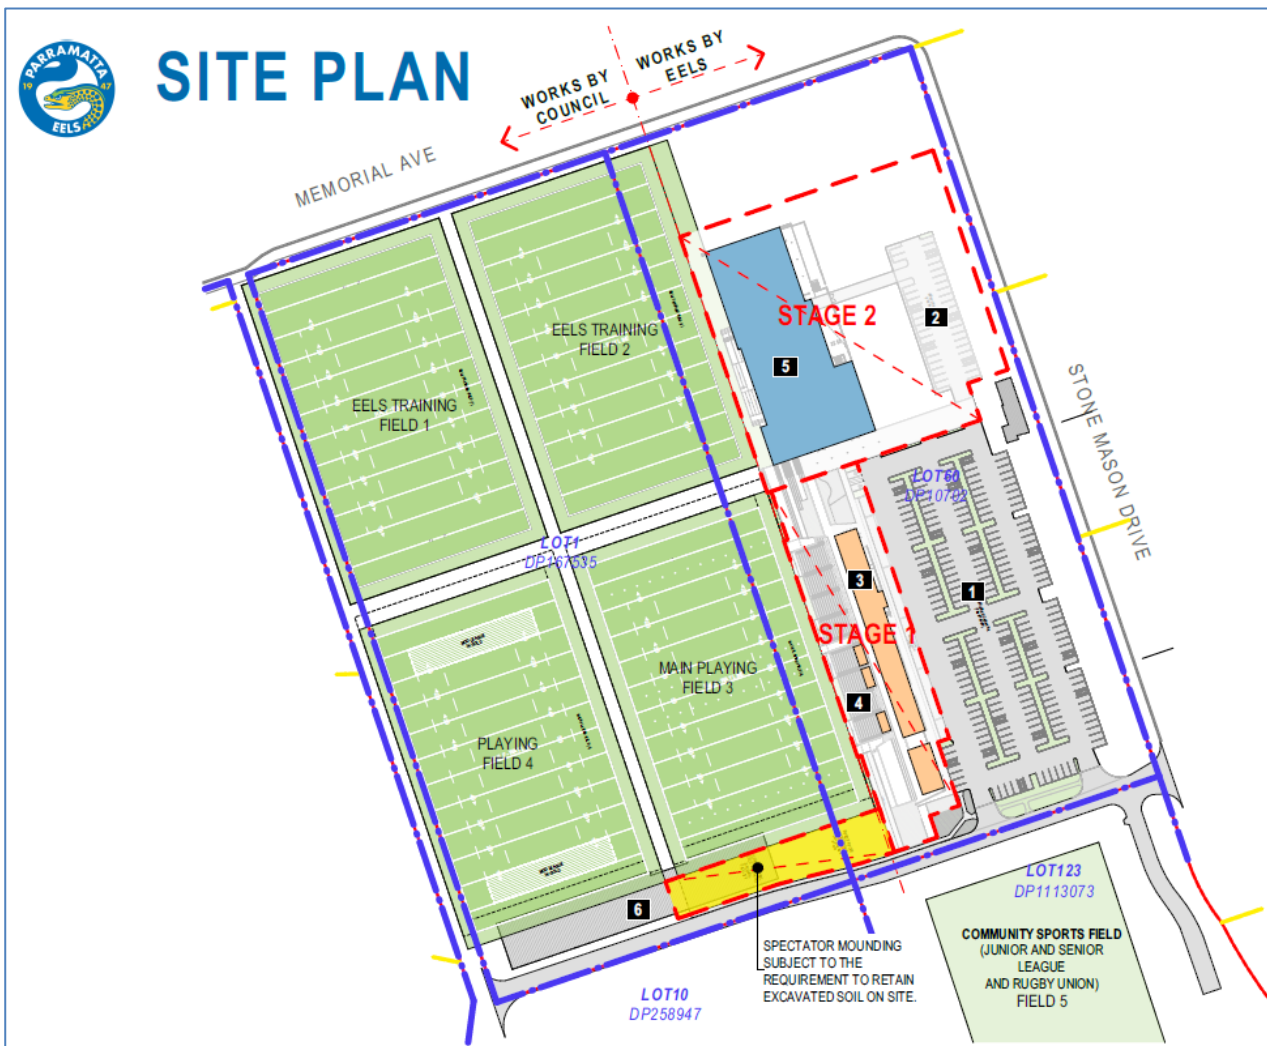 PARRAMATTA
19 47
EELS
SITE PLAN
WORKS BY
COUNCIL
WORKS BY
EELS
MEMORIAL AVE
STONE MASON DRIVE
EELS TRAINING
FIELD 2
EELS TRAINING
FIELD 1
STAGE 2
2
5
LOT60
DP10702
LOT1
DP167535
3
1
STAGE 1
MAIN PLAYING
FIELD 3
4
PLAYING
FIELD 4
6
SPECTATOR MOUNDING
SUBJECT TO THE
REQUIREMENT TO RETAIN
EXCAVATED SOIL ON SITE.
LOT123
DP1113073
COMMUNITY SPORTS FIELD
(JUNIOR AND SENIOR
LEAGUE
AND RUGBY UNION)
FIELD 5
LOT10
DP258947